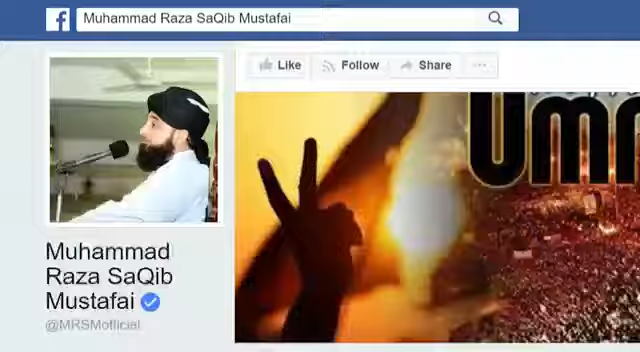 f
Muhammad Raza SaQib Mustafai
Like
Follow
Share
Umm
Muhammad
Raza SaQib
Mustafai
@MRSMofficial